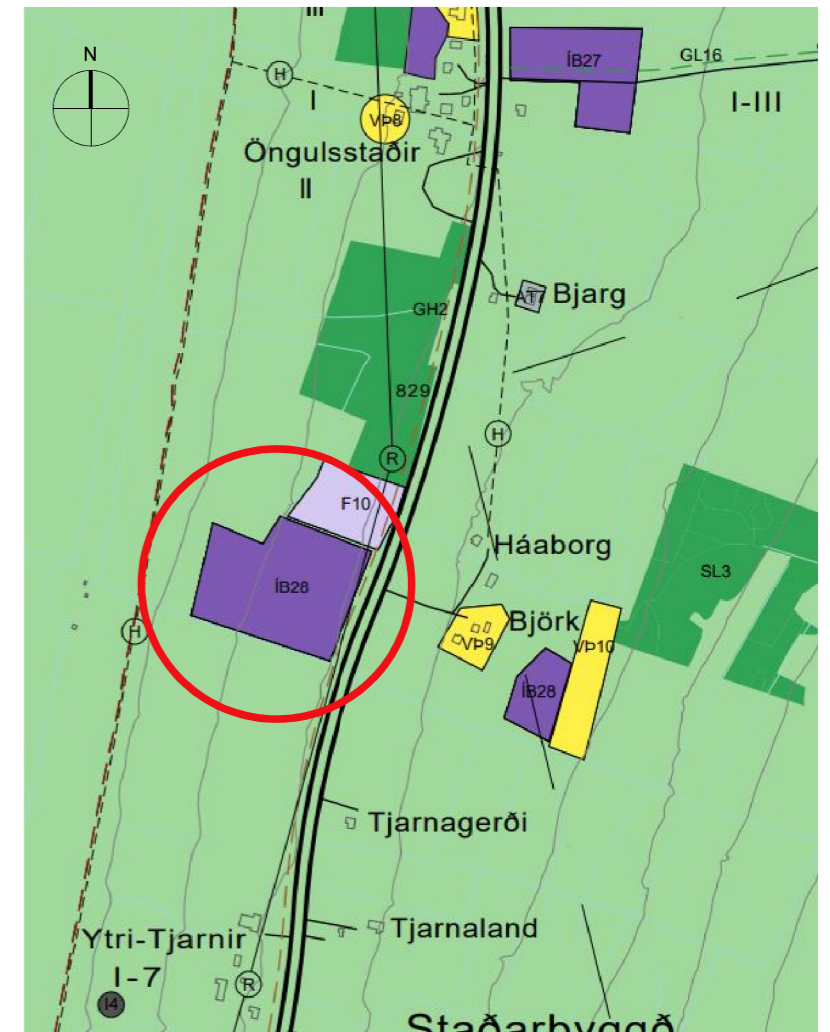 III
N
ÍB27
GL16
H
I
I-III
VÞ8
Öngulsstaðir
II
AT7
Bjarg
GH2
829
H
R
F10
Háaborg
SL3
ÍB28
Björk
H
VÞ9
VÞ10
ÍB28
Tjarnagerði
Tjarnaland
Ytri-Tjarnir
I-7
R
I4
Staðarbyggð